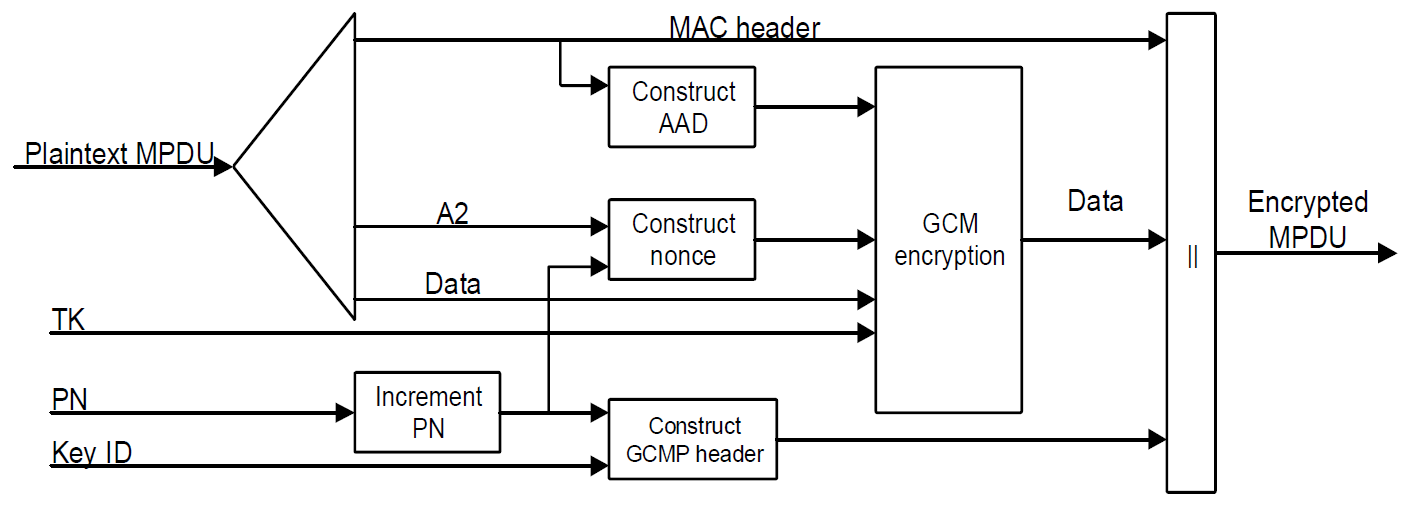 MAC header
Construct
AAD
Plaintext MPDU
A2
Construct
nonce
GCM
encryption
Data
Encrypted
MPDU
||
Data
TK
PN
Increment
PN
Construct
GCMP header
Key ID